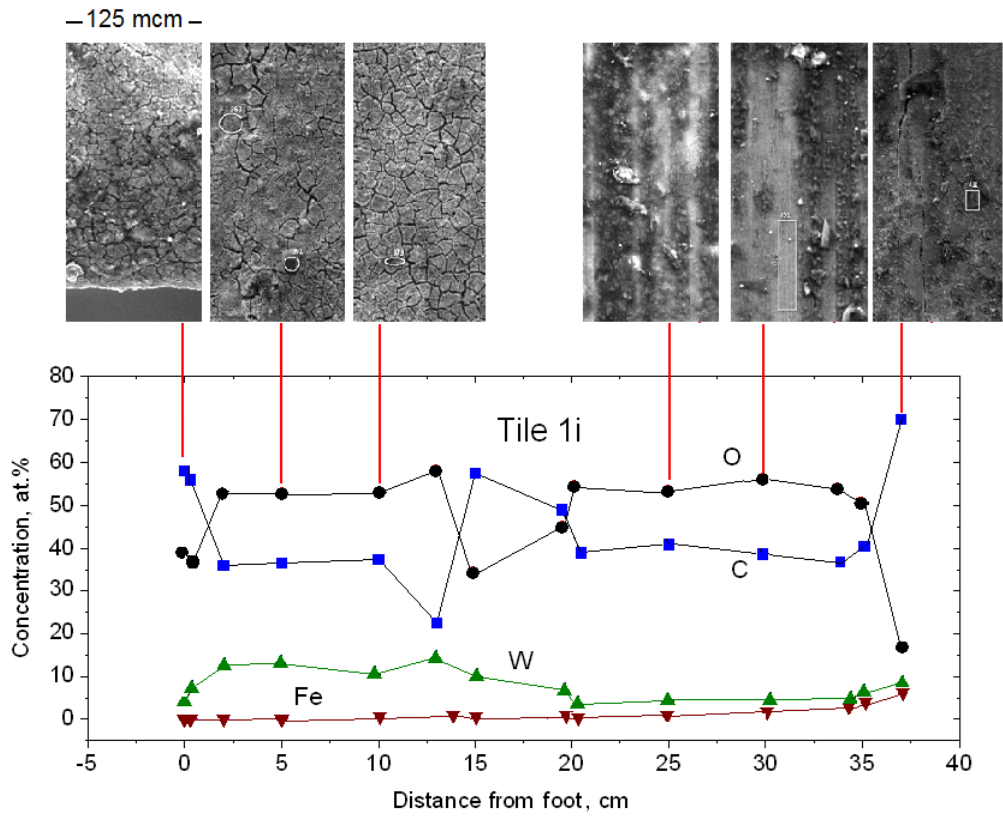 125 mcm
80
70
60
50
40
30
20
10
0
Concentration, at.%
Tile 1i
O
C
W
Fe
-5 0 5 10 15 20 25 30 35 40
Distance from foot, cm